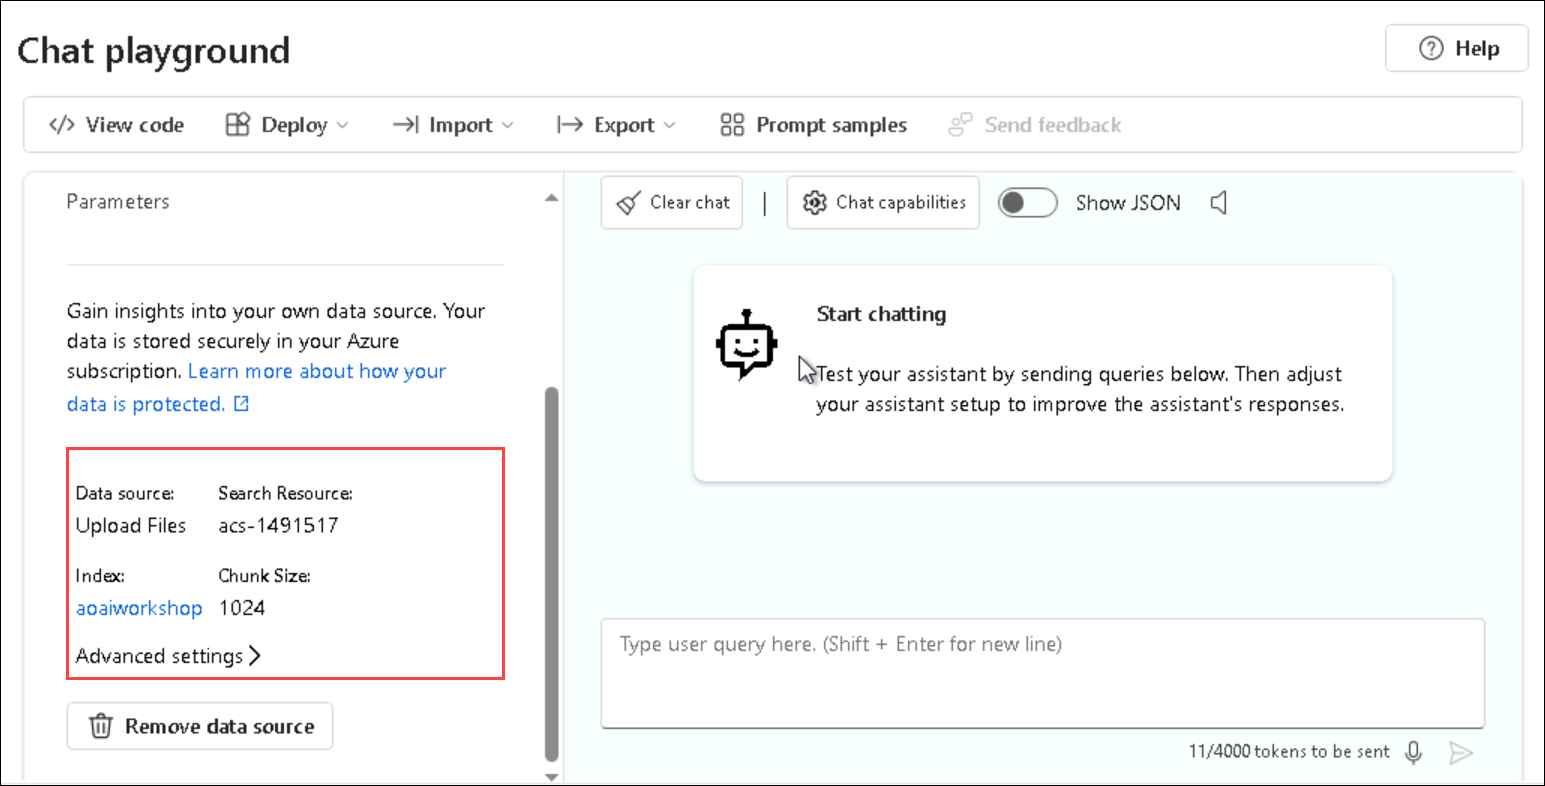 Chat playground
Help
View code
Deploy
Import
Export
Prompt samples
Send feedback
Parameters
Gain insights into your own data source. Your
data is stored securely in your Azure
subscription. Learn more about how your
data is protected.
Data source:
Search Resource:
Upload Files
acs-1491517
Index:
Chunk Size:
aoaiworkshop
1024
Advanced settings
Remove data source
Clear chat
|
Chat capabilities
Show JSON
Start chatting
Test your assistant by sending queries below. Then adjust
your assistant setup to improve the assistant's responses.
Type user query here. (Shift + Enter for new line)
11/4000 tokens to be sent